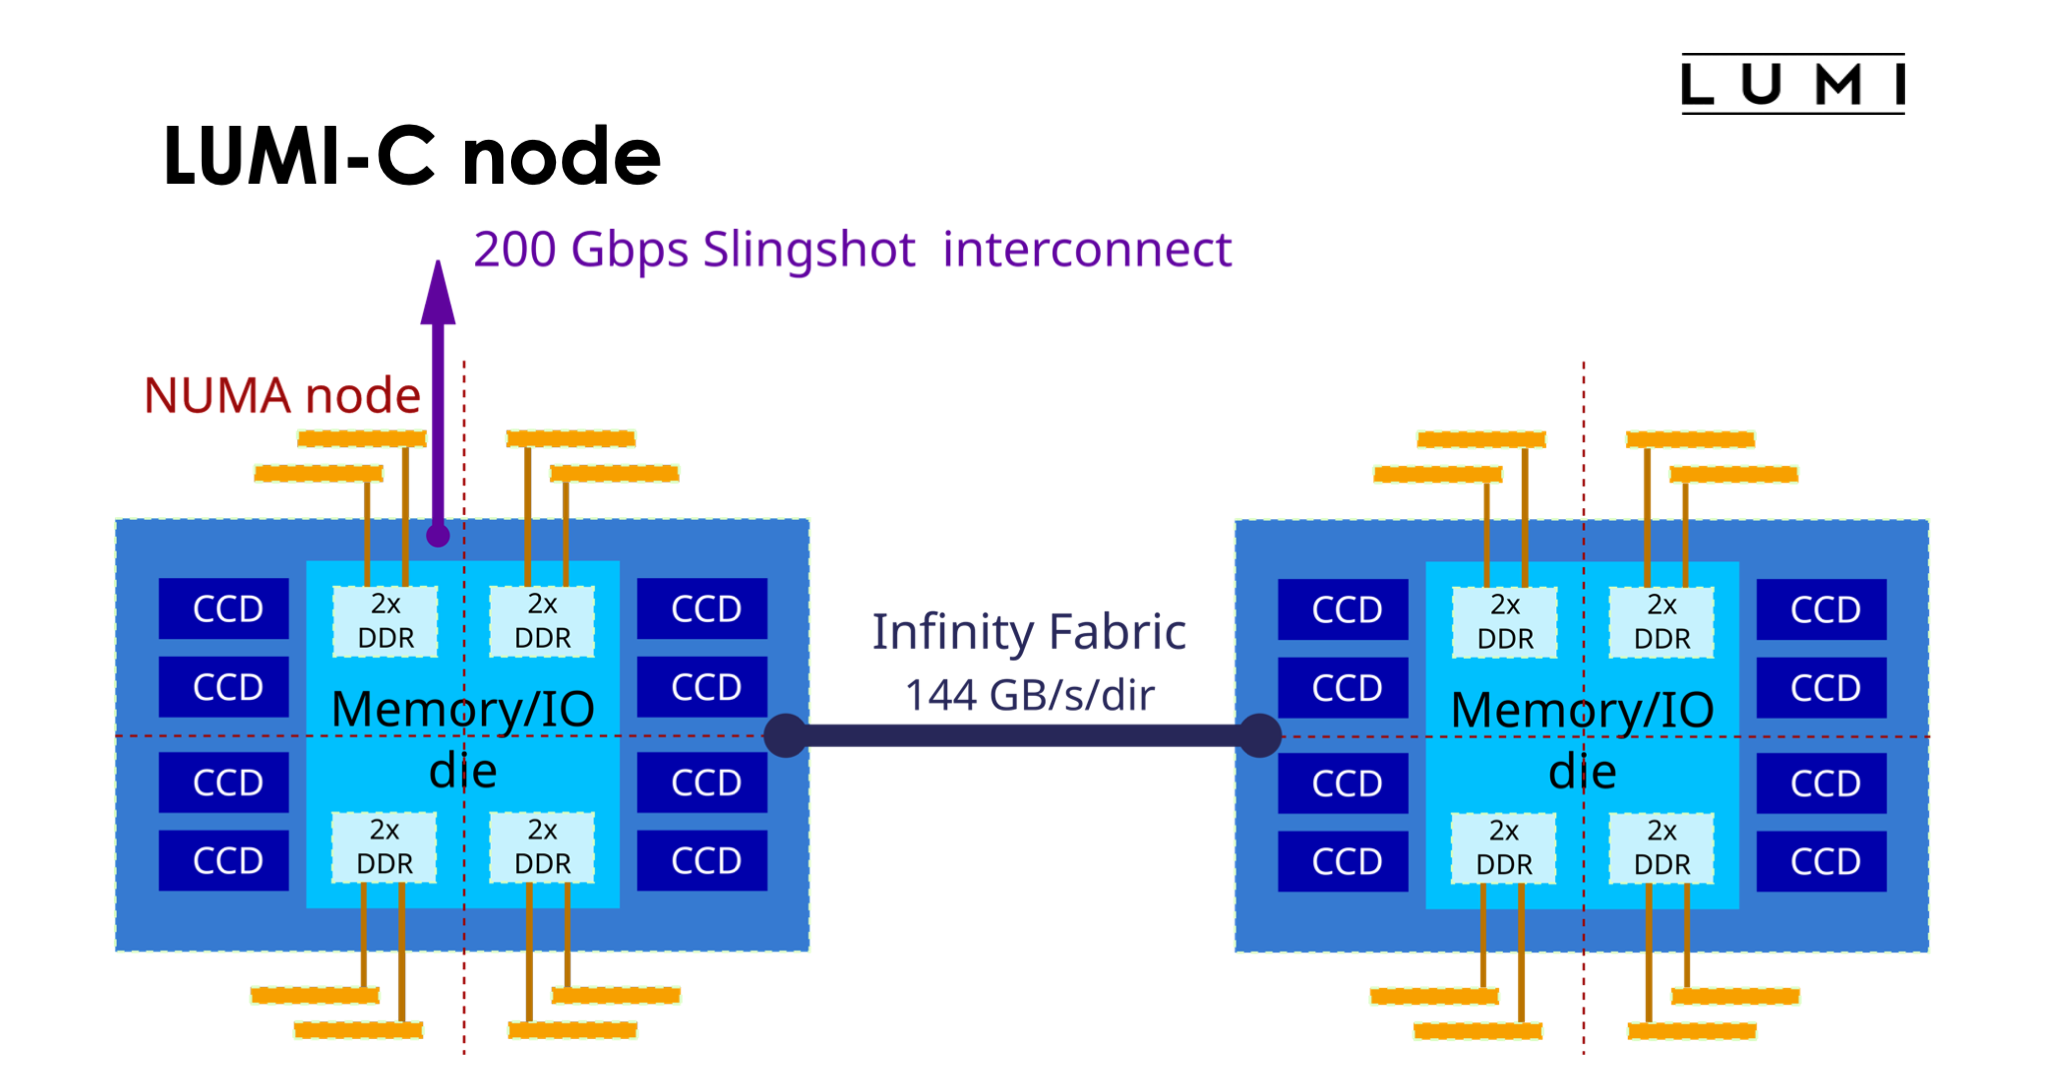 LUMI
LUMI-C node
200 Gbps Slingshot interconnect
NUMA node
CCD
CCD
CCD
CCD
2x
DDR
2x
DDR
Memory/IO
die
2x
DDR
2x
DDR
CCD
CCD
CCD
CCD
Infinity Fabric
144 GB/s/dir
CCD
CCD
CCD
CCD
2x
DDR
2x
DDR
Memory/IO
die
2x
DDR
2x
DDR
CCD
CCD
CCD
CCD